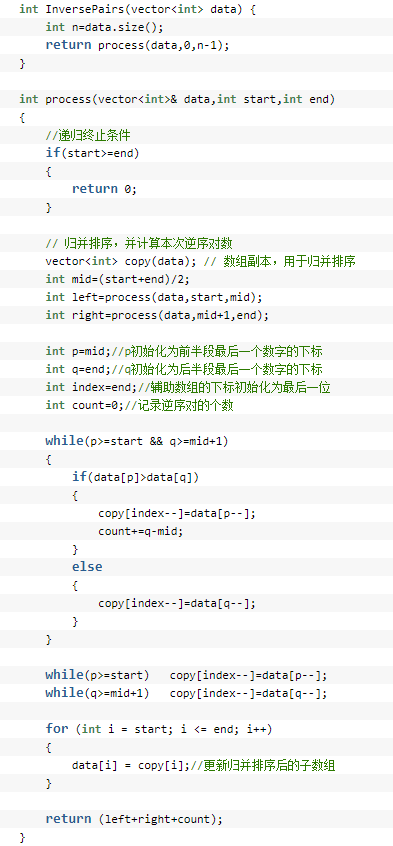 int InversePairs(vector<int> data) {
    int n=data.size();
    return process(data,0,n-1);
}
int process(vector<int>& data,int start,int end)
{
    //递归终止条件
    if(start>=end)
    {
        return 0;
    }
    // 归并排序，并计算本次逆序对数
    vector<int> copy(data); // 数组副本，用于归并排序
    int mid=(start+end)/2;
    int left=process(data,start,mid);
    int right=process(data,mid+1,end);
    int p=mid;//p初始化为前半段最后一个数字的下标
    int q=end;//q初始化为后半段最后一个数字的下标
    int index=end;//辅助数组的下标初始化为最后一位
    int count=0;//记录逆序对的个数
    while(p>=start && q>=mid+1)
    {
        if(data[p]>data[q])
        {
            copy[index--]=data[p--];
            count+=q-mid;
        }
        else
        {
            copy[index--]=data[q--];
        }
    }
    while(p>=start)   copy[index--]=data[p--];
    while(q>=mid+1)   copy[index--]=data[q--];
    for (int i = start; i <= end; i++)
    {
        data[i] = copy[i];//更新归并排序后的子数组
    }
    return (left+right+count);
}